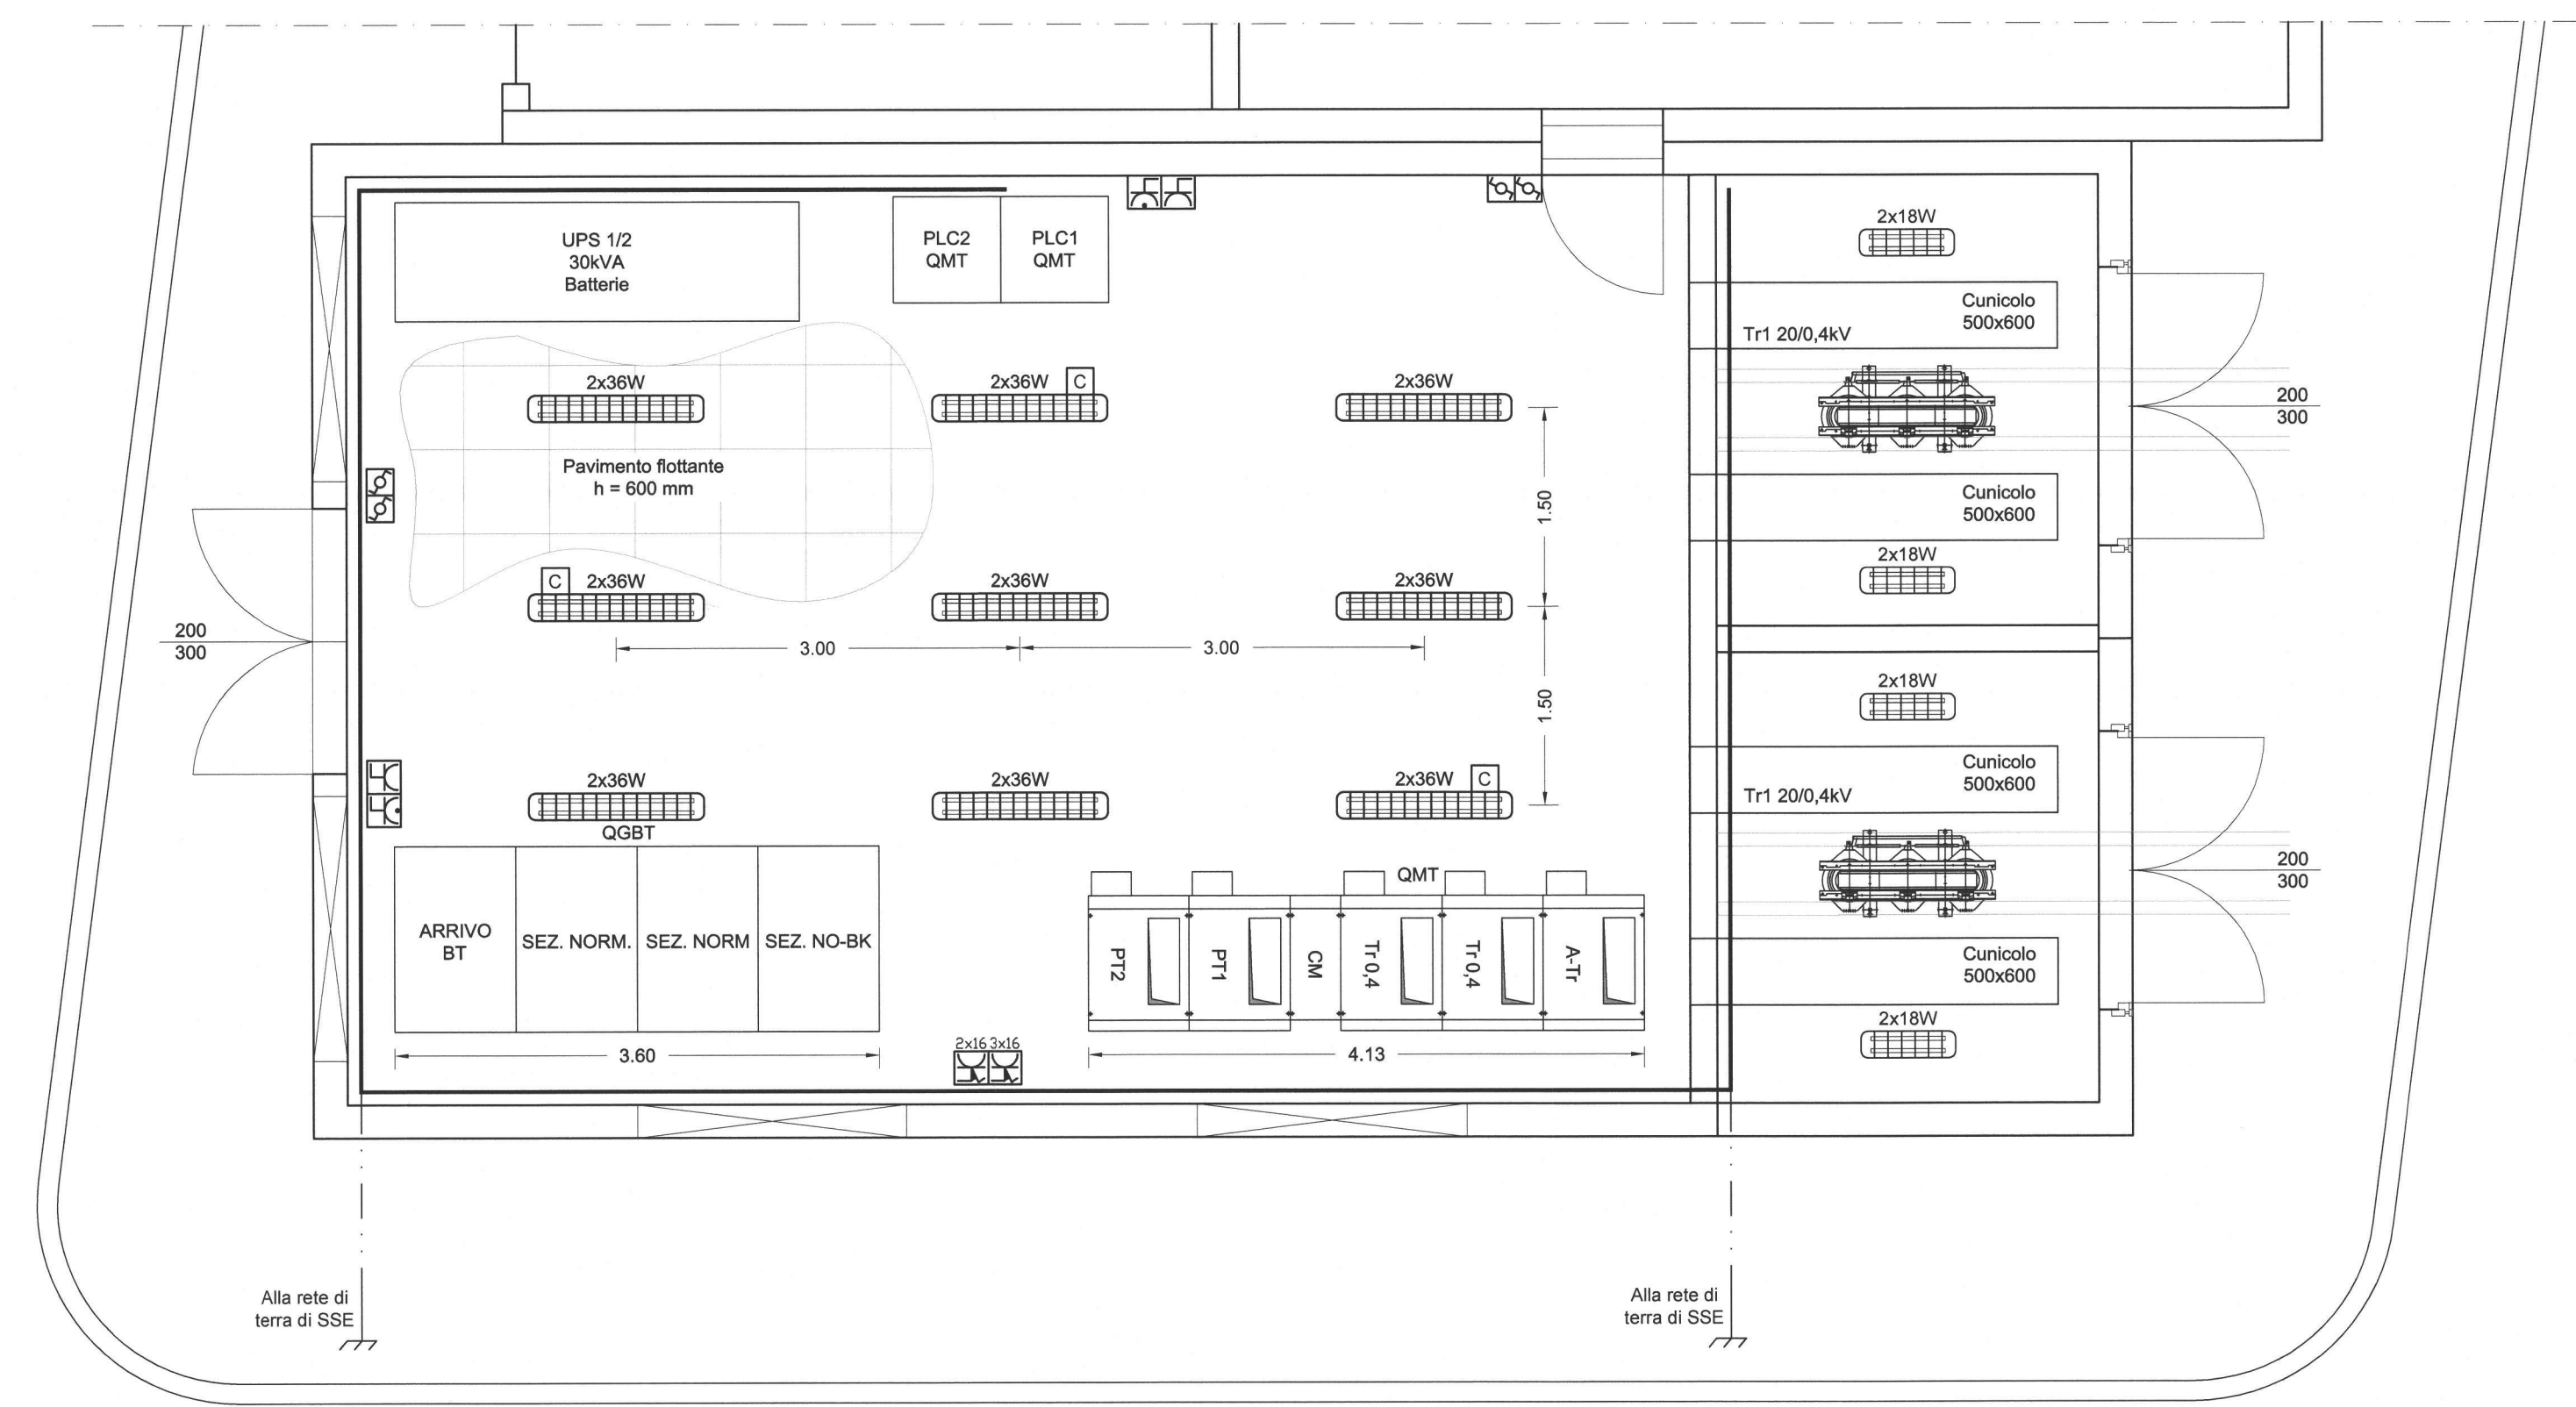 UPS 1/2
30kVA
Batterie
PLC2
QMT
PLC1
QMT
2x18W
Cunicolo
500x600
Tr1 20/0,4kV
2x36W
2x36W
C
2x36W
200
300
Pavimento flottante
h = 600 mm
1.50
Cunicolo
500x600
2x18W
C
2x36W
2x36W
2x36W
200
300
3.00
3.00
1.50
2x18W
Cunicolo
500x600
Tr1 20/0,4kV
2x36W
2x36W
2x36W
C
QGBT
QMT
200
300
ARRIVO
BT
SEZ. NORM.
SEZ. NORM
SEZ. NO-BK
PT2
PT1
CM
Tr 0,4
Tr 0,4
A-Tr
Cunicolo
500x600
2x18W
3.60
2x16 3x16
4.13
Alla rete di
terra di SSE
Alla rete di
terra di SSE